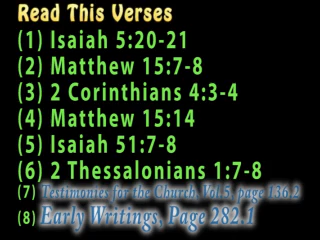 Read This Verses
(1) Isaiah 5:20-21
(2) Matthew 15:7-8
(3) 2 Corinthians 4:3-4
(4) Matthew 15:14
(5) Isaiah 51:7-8
(6) 2 Thessalonians 1:7-8
(7) Testimonies for the Church, Vol 5, page 136.2
(8) Early Writings, Page 282.1